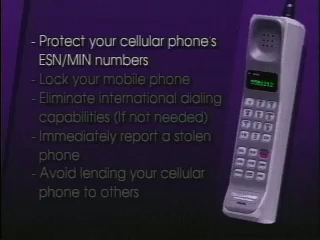 - Protect your cellular phone's
ESN/MIN numbers
- Lock your mobile phone
- Eliminate international dialing
capabilities (If not needed)
- Immediately report a stolen
phone
- Avoid lending your cellular
phone to others